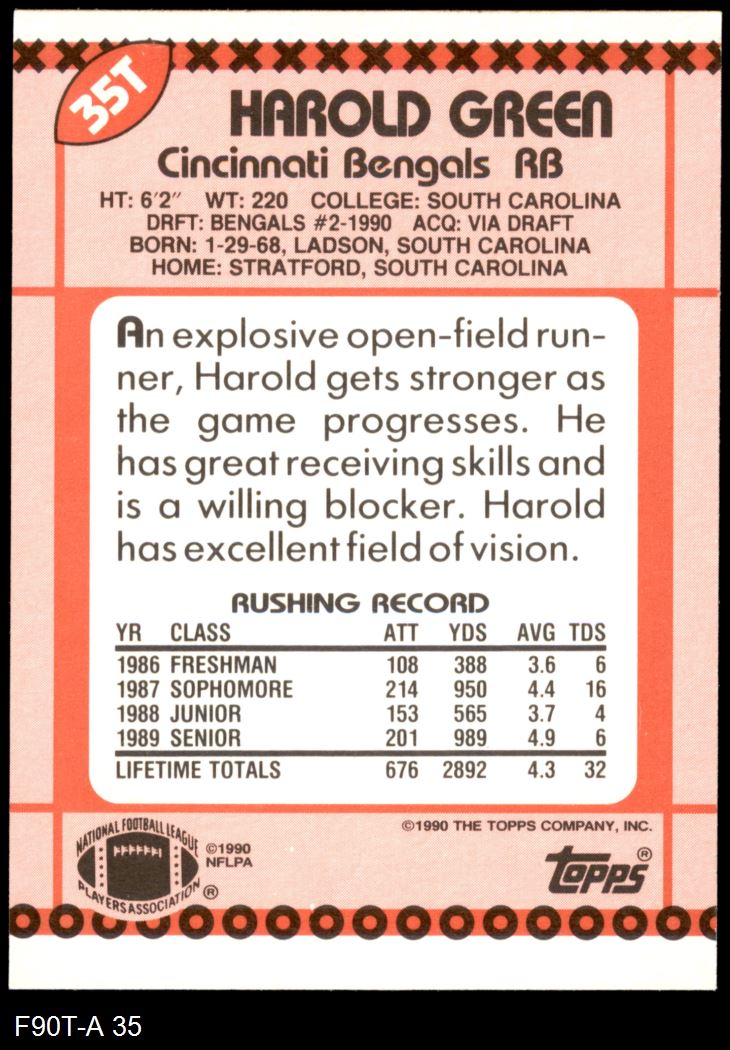 35T
HAROLD GREEN
Cincinnati Bengals RB
HT: 6'2" WT: 220 COLLEGE: SOUTH CAROLINA
DRFT: BENGALS #2-1990 ACQ: VIA DRAFT
BORN: 1-29-68, LADSON, SOUTH CAROLINA
HOME: STRATFORD, SOUTH CAROLINA
An explosive open-field run-
ner, Harold gets stronger as
the game progresses. He
has great receiving skills and
is a willing blocker. Harold
has excellent field of vision.
RUSHING RECORD
YR CLASS ATT YDS AVG TDS
1986 FRESHMAN 108 388 3.6 6
1987 SOPHOMORE 214 950 4.4 16
1988 JUNIOR 153 565 3.7 4
1989 SENIOR 201 989 4.9 6
LIFETIME TOTALS 676 2892 4.3 32
©1990 THE TOPPS COMPANY, INC.
NATIONAL FOOTBALL LEAGUE
PLAYERS ASSOCIATION ®
©1990
NFLPA
topps®
F90T-A 35